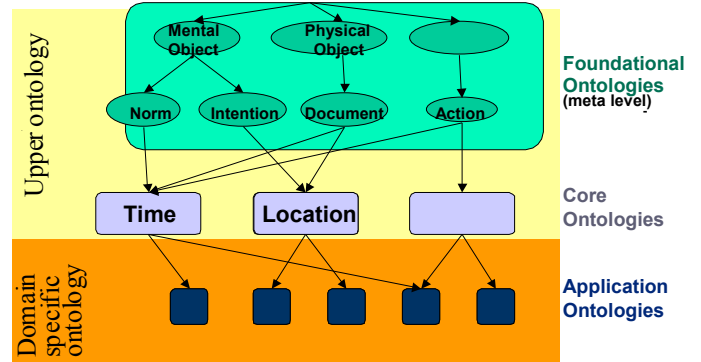 Mental
Object
Physical
Object
Foundational
Ontologies
(meta level)
Norm
Intention
Document
Action
Upper ontology
Time
Location
Core
Ontologies
Domain
specific
ontology
Application
Ontologies